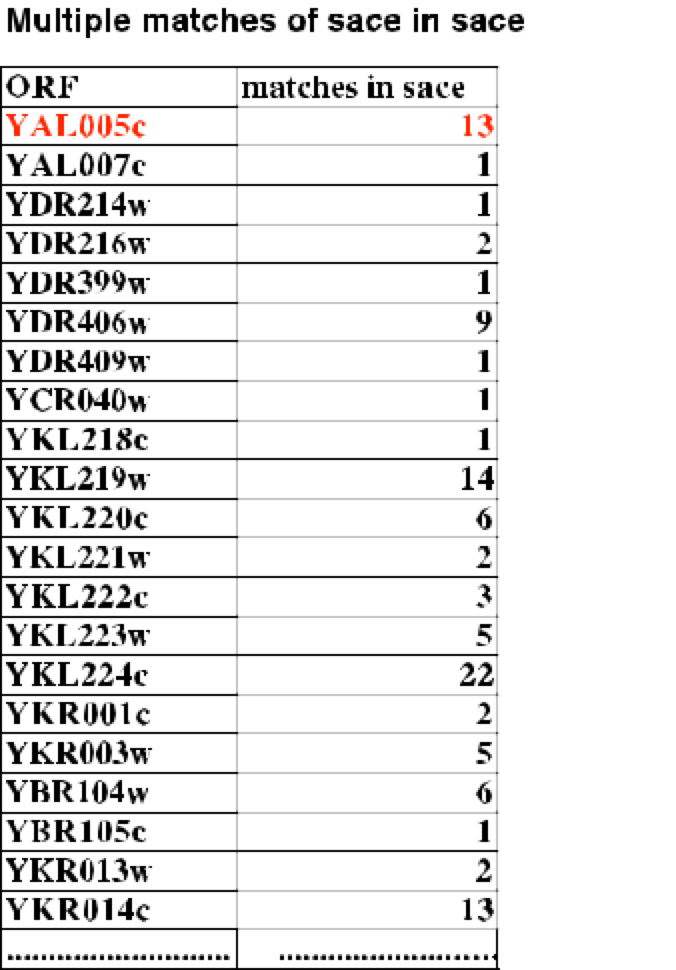 Multiple matches of sace in sace
ORF matches in sace
YAL005c 13
YAL007c 1
YDR214w 1
YDR216w 2
YDR399w 1
YDR406w 9
YDR409w 1
YCR040w 1
YKL218c 1
YKL219w 14
YKL220c 6
YKL221w 2
YKL222c 3
YKL223w 5
YKL224c 22
YKR001c 2
YKR003w 5
YBR104w 6
YBR105c 1
YKR013w 2
YKR014c 13
........................... ..........................